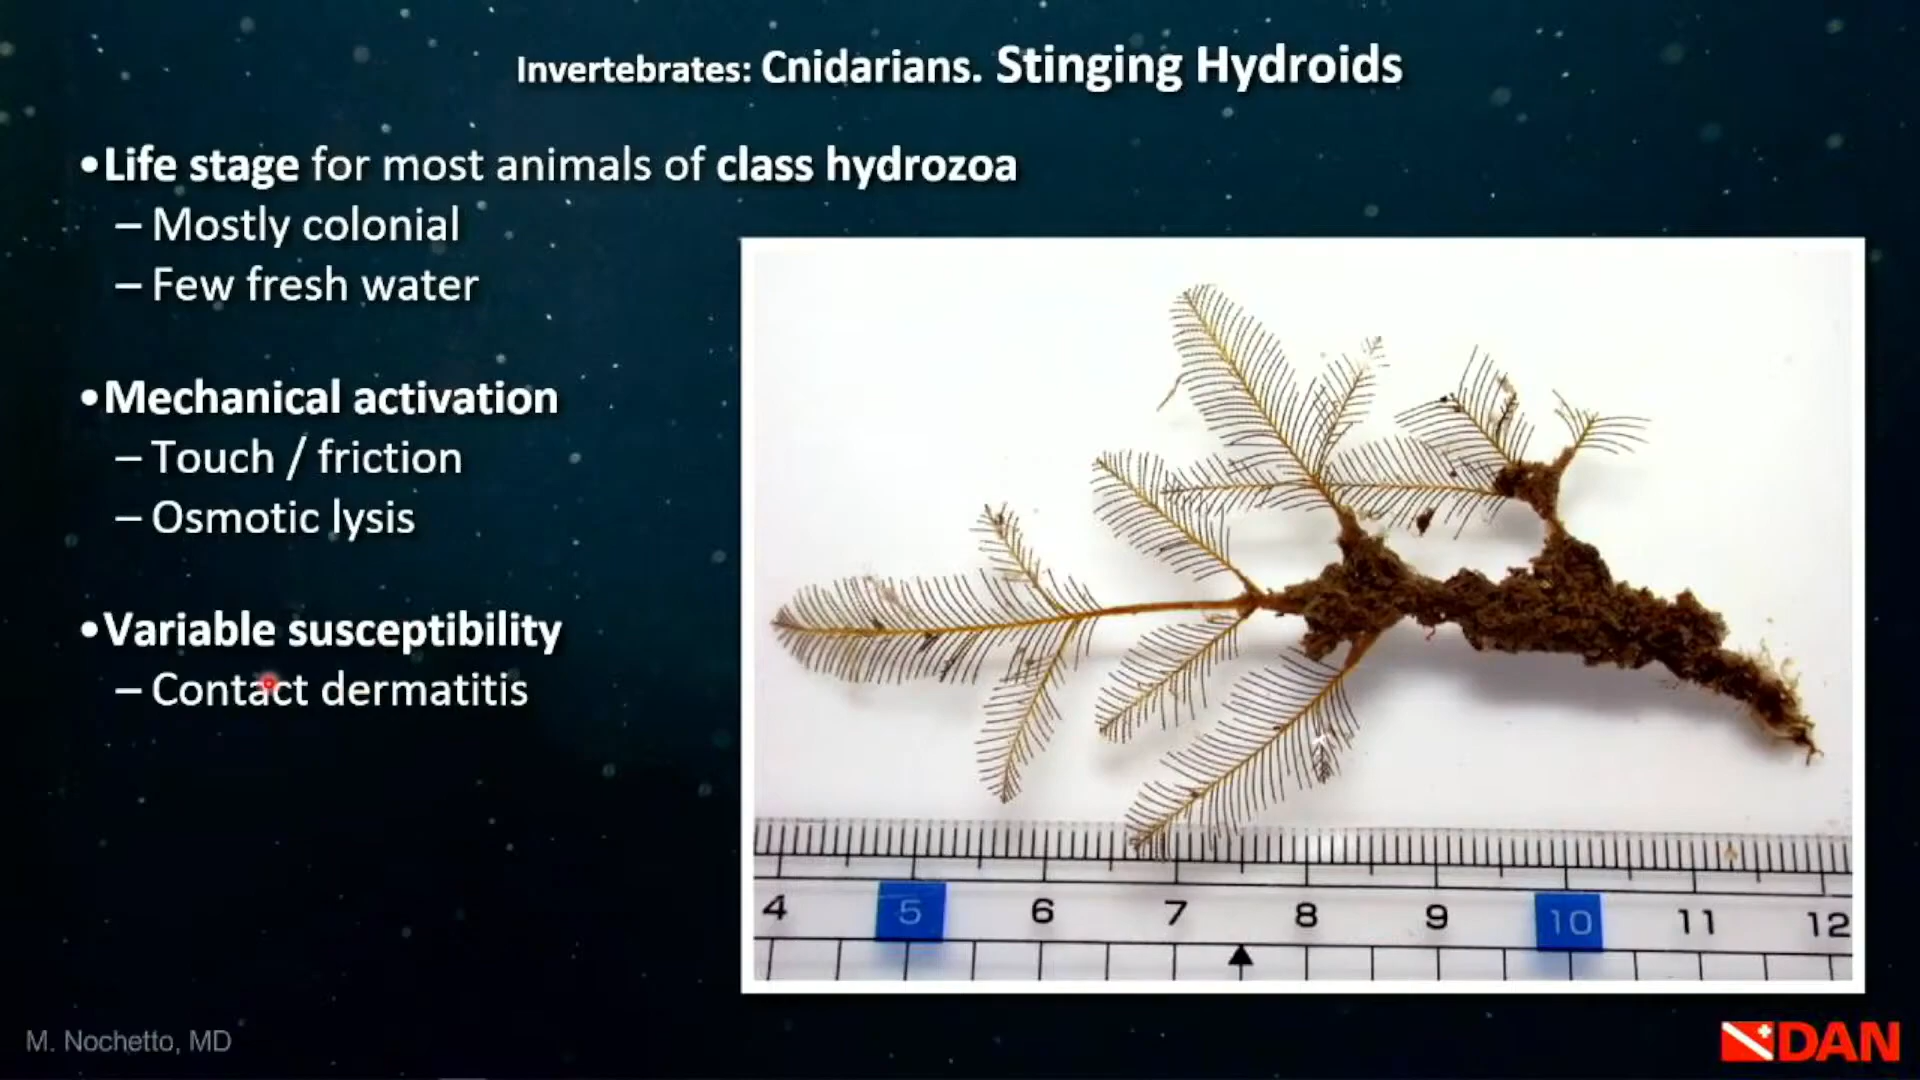 Invertebrates: Cnidarians. Stinging Hydroids
•Life stage for most animals of class hydrozoa
– Mostly colonial
– Few fresh water
•Mechanical activation
– Touch / friction
– Osmotic lysis
•Variable susceptibility
– Contact dermatitis
4 5 6 7 8 9 10 11 12
M. Nochetto, MD
DAN